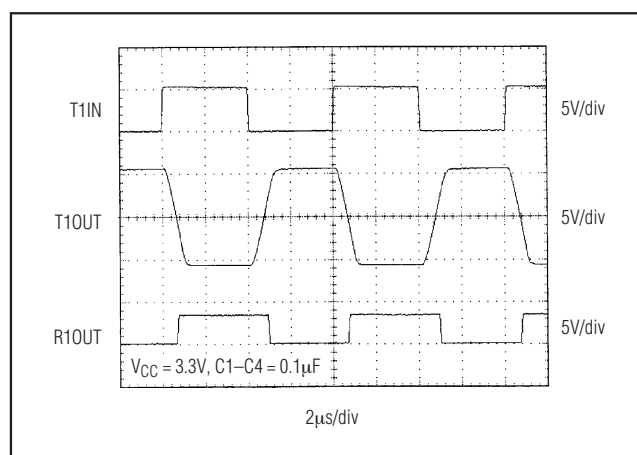 T1IN
5V/div
T1OUT
5V/div
R1OUT
5V/div
VCC = 3.3V, C1–C4 = 0.1μF
2μs/div